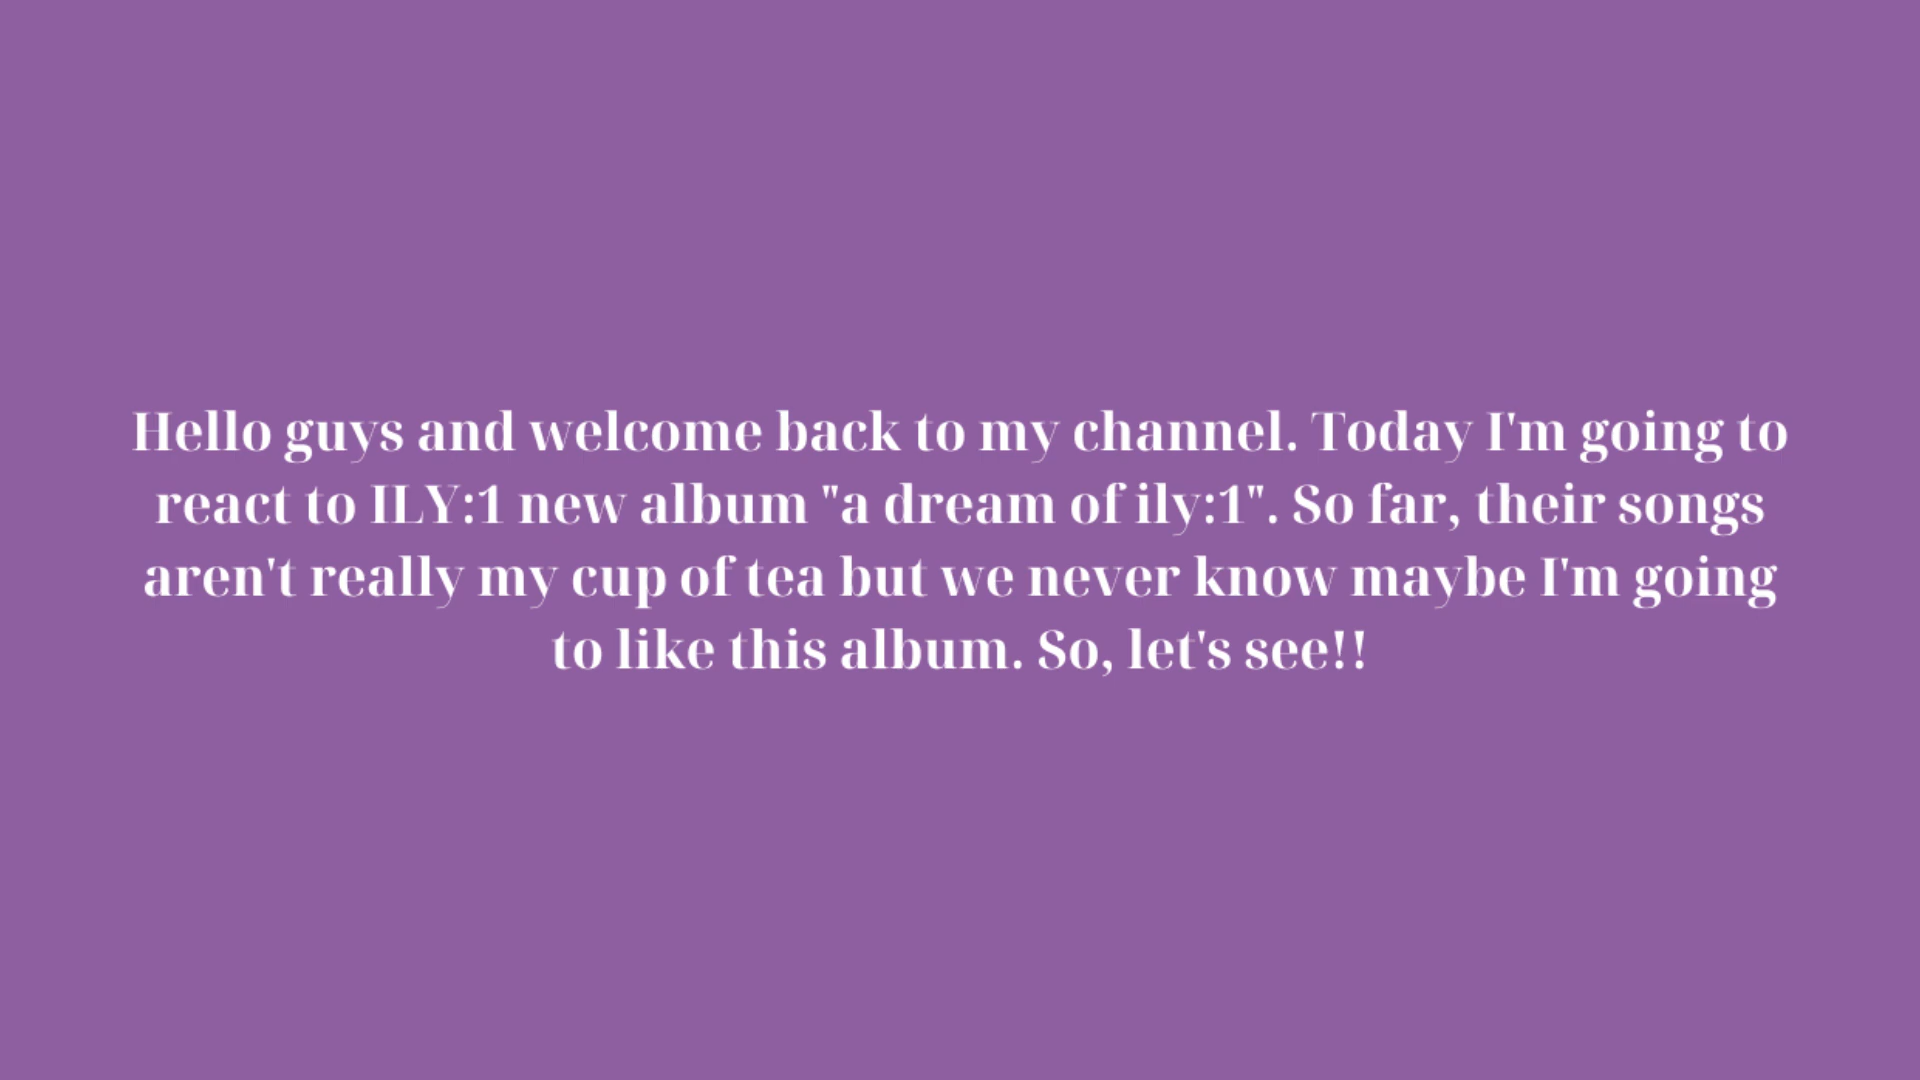 Hello guys and welcome back to my channel. Today I'm going to
react to ILY:1 new album "a dream of ily:1". So far, their songs
aren't really my cup of tea but we never know maybe I'm going
to like this album. So, let's see!!